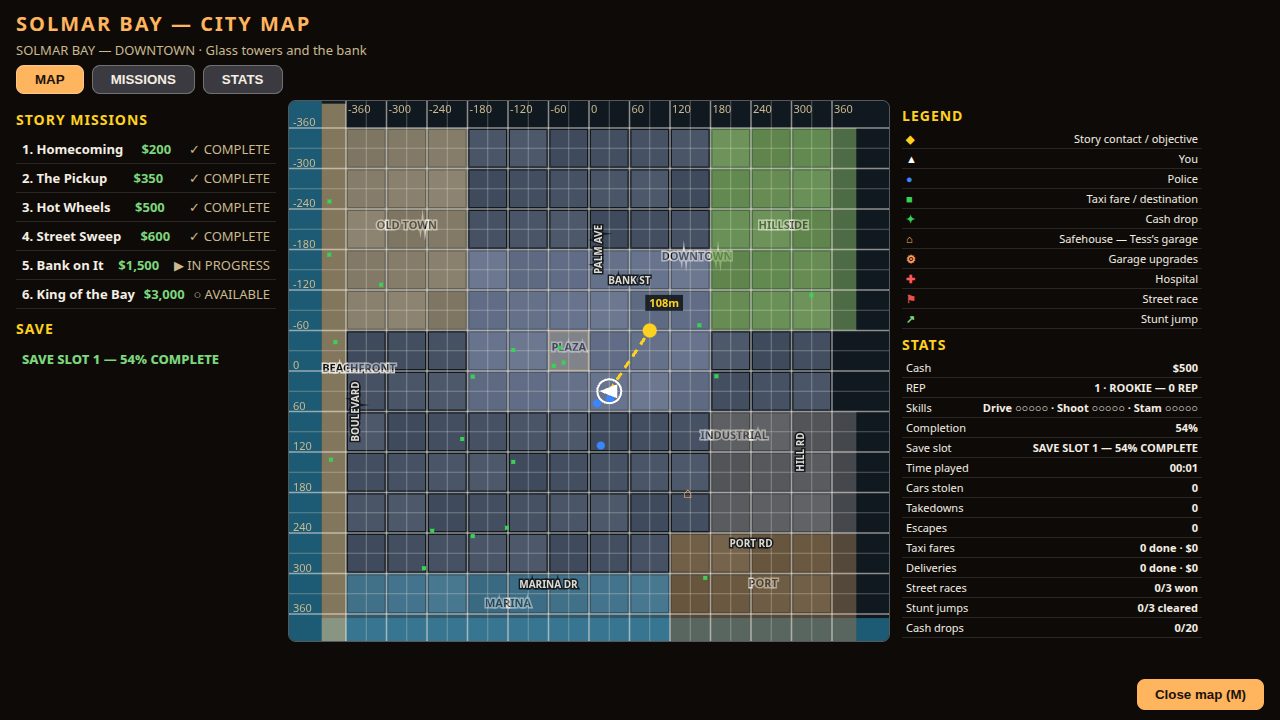 SOLMAR BAY — CITY MAP
SOLMAR BAY — DOWNTOWN · Glass towers and the bank
MAP
MISSIONS
STATS
STORY MISSIONS
1. Homecoming $200 ✓ COMPLETE
2. The Pickup $350 ✓ COMPLETE
3. Hot Wheels $500 ✓ COMPLETE
4. Street Sweep $600 ✓ COMPLETE
5. Bank on It $1,500 ▶ IN PROGRESS
6. King of the Bay $3,000 ○ AVAILABLE
SAVE
SAVE SLOT 1 — 54% COMPLETE
-360 -300 -240 -180 -120 -60 0 60 120 180 240 300 360
-360
-300
-240
-180
-120
-60
0
60
120
180
240
300
360
OLD TOWN
PALM AVE
HILLSIDE
DOWNTOWN
BANK ST
108m
PLAZA
BEACHFRONT
BOULEVARD
INDUSTRIAL
HILL RD
PORT RD
MARINA DR
PORT
MARINA
LEGEND
◆ Story contact / objective
▲ You
● Police
■ Taxi fare / destination
✦ Cash drop
⌂ Safehouse — Tess's garage
⚙ Garage upgrades
✚ Hospital
⚑ Street race
↗ Stunt jump
STATS
Cash $500
REP 1 · ROOKIE — 0 REP
Skills Drive ○○○○○ · Shoot ○○○○○ · Stam ○○○○○
Completion 54%
Save slot SAVE SLOT 1 — 54% COMPLETE
Time played 00:01
Cars stolen 0
Takedowns 0
Escapes 0
Taxi fares 0 done · $0
Deliveries 0 done · $0
Street races 0/3 won
Stunt jumps 0/3 cleared
Cash drops 0/20
Close map (M)